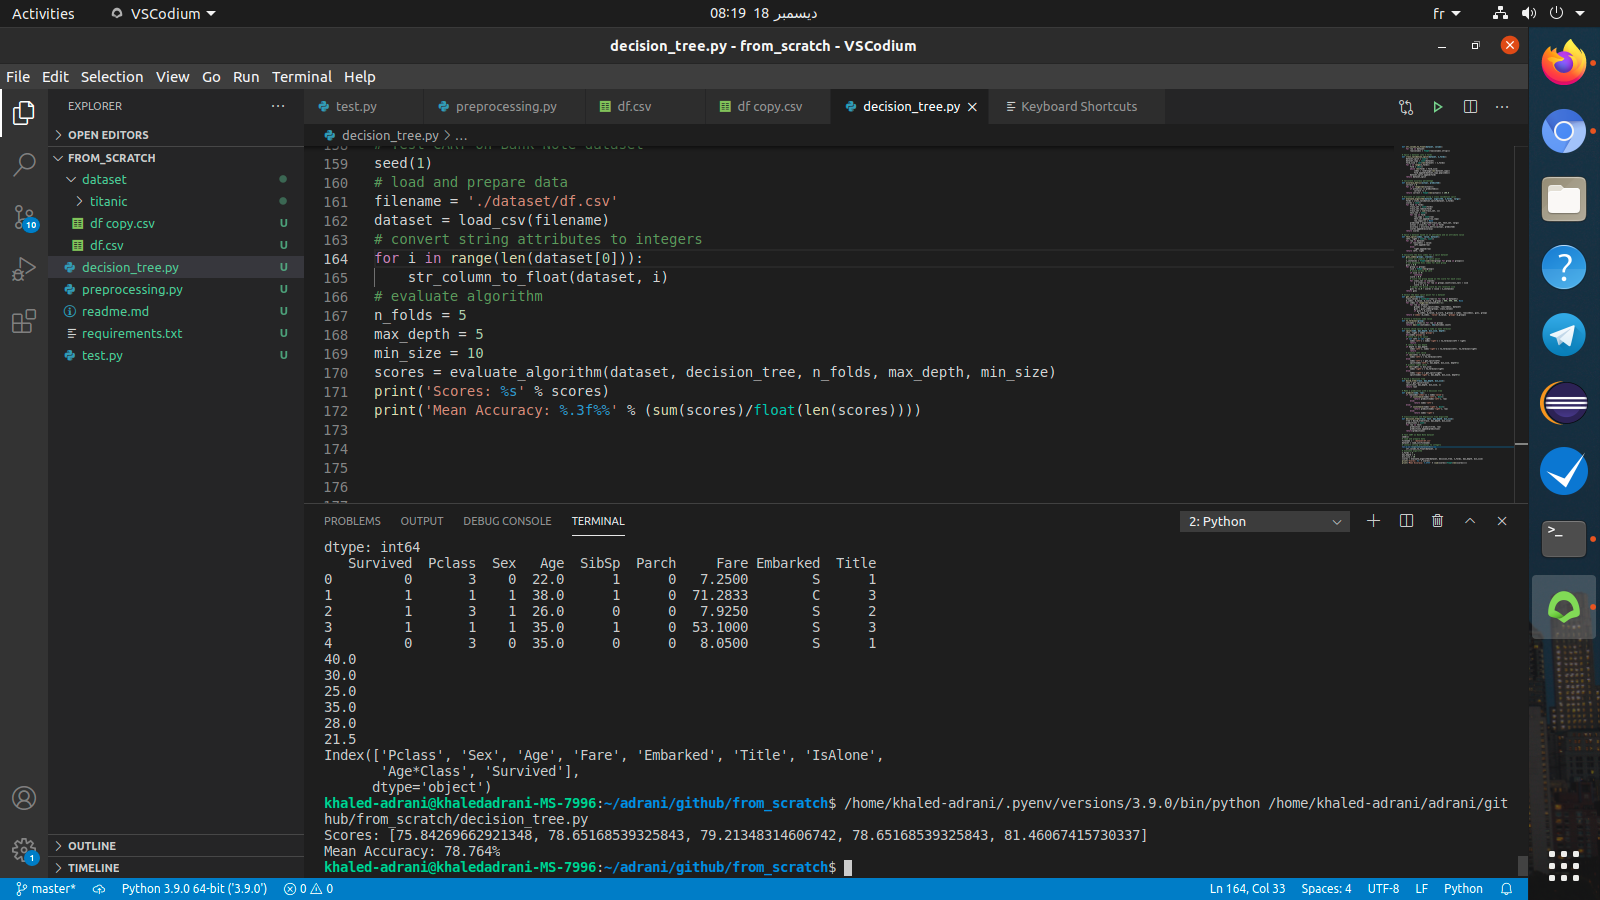 Activities
VSCodium
08:19 18 ديسمبر
fr
decision_tree.py - from_scratch - VSCodium
File Edit Selection View Go Run Terminal Help
EXPLORER
OPEN EDITORS
FROM_SCRATCH
dataset
titanic
df copy.csv U
df.csv U
decision_tree.py U
preprocessing.py U
readme.md U
requirements.txt U
test.py U
OUTLINE
TIMELINE
10
1
test.py
preprocessing.py
df.csv
df copy.csv
decision_tree.py
Keyboard Shortcuts
decision_tree.py > ...
159 seed(1)
160 # load and prepare data
161 filename = './dataset/df.csv'
162 dataset = load_csv(filename)
163 # convert string attributes to integers
164 for i in range(len(dataset[0])):
165     str_column_to_float(dataset, i)
166 # evaluate algorithm
167 n_folds = 5
168 max_depth = 5
169 min_size = 10
170 scores = evaluate_algorithm(dataset, decision_tree, n_folds, max_depth, min_size)
171 print('Scores: %s' % scores)
172 print('Mean Accuracy: %.3f%%' % (sum(scores)/float(len(scores))))
173
174
175
176
PROBLEMS OUTPUT DEBUG CONSOLE TERMINAL
2: Python
dtype: int64
   Survived  Pclass  Sex   Age  SibSp  Parch     Fare Embarked  Title
0         0       3    0  22.0      1      0   7.2500        S      1
1         1       1    1  38.0      1      0  71.2833        C      3
2         1       3    1  26.0      0      0   7.9250        S      2
3         1       1    1  35.0      1      0  53.1000        S      3
4         0       3    0  35.0      0      0   8.0500        S      1
40.0
30.0
25.0
35.0
28.0
21.5
Index(['Pclass', 'Sex', 'Age', 'Fare', 'Embarked', 'Title', 'IsAlone',
       'Age*Class', 'Survived'],
      dtype='object')
khaled-adrani@khaledadrani-MS-7996:~/adrani/github/from_scratch$ /home/khaled-adrani/.pyenv/versions/3.9.0/bin/python /home/khaled-adrani/adrani/git
hub/from_scratch/decision_tree.py
Scores: [75.84269662921348, 78.65168539325843, 79.21348314606742, 78.65168539325843, 81.46067415730337]
Mean Accuracy: 78.764%
khaled-adrani@khaledadrani-MS-7996:~/adrani/github/from_scratch$
master* Python 3.9.0 64-bit ('3.9.0') 0 0
Ln 164, Col 33 Spaces: 4 UTF-8 LF Python